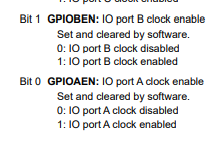 Bit 1 GPIOBEN: IO port B clock enable
Set and cleared by software.
0: IO port B clock disabled
1: IO port B clock enabled
Bit 0 GPIOAEN: IO port A clock enable
Set and cleared by software.
0: IO port A clock disabled
1: IO port A clock enabled